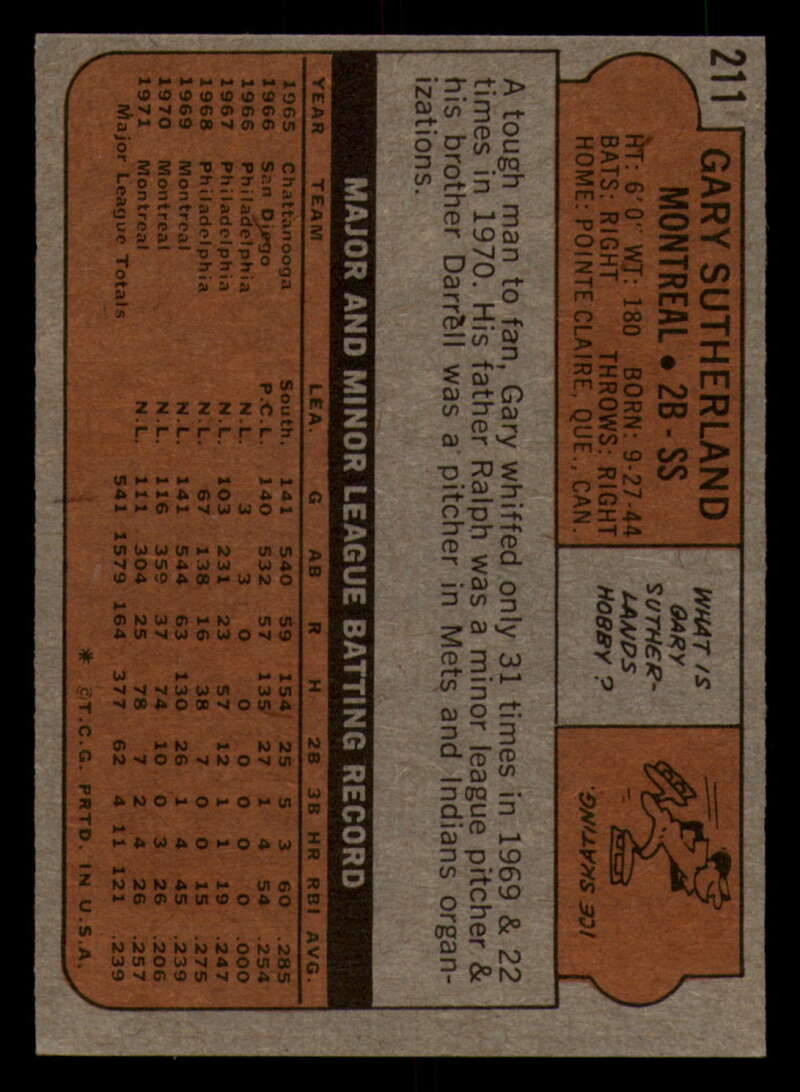 211
GARY SUTHERLAND
MONTREAL • 2B-SS
HT: 6'0" WT: 180 BORN: 9-27-44
BATS: RIGHT THROWS: RIGHT
HOME: POINTE CLAIRE, QUE., CAN.
WHAT IS
GARY
SUTHER-
LANDS
HOBBY?
ICE SKATING.
A tough man to fan, Gary whiffed only 31 times in 1969 & 22
times in 1970. His father Ralph was a minor league pitcher &
his brother Darrell was a pitcher in Mets and Indians organ-
izations.
MAJOR AND MINOR LEAGUE BATTING RECORD
YEAR TEAM LEA. G AB R H 2B 3B HR RBI AVG.
1965 Chattanooga South. 141 540 59 154 25 5 3 60 .285
1966 San Diego P.C.L. 140 532 57 135 27 1 4 54 .254
1966 Philadelphia N.L. 3 3 0 0 0 0 0 0 .000
1967 Philadelphia N.L. 103 231 23 57 12 1 1 19 .247
1968 Philadelphia N.L. 67 138 16 38 7 0 0 15 .275
1969 Montreal N.L. 141 544 63 130 26 1 4 45 .239
1970 Montreal N.L. 116 359 37 74 10 0 3 26 .206
1971 Montreal N.L. 111 304 25 78 7 2 4 26 .257
Major League Totals 541 1579 164 377 62 4 11 121 .239
* ©T.C.G. PRTD. IN U.S.A.